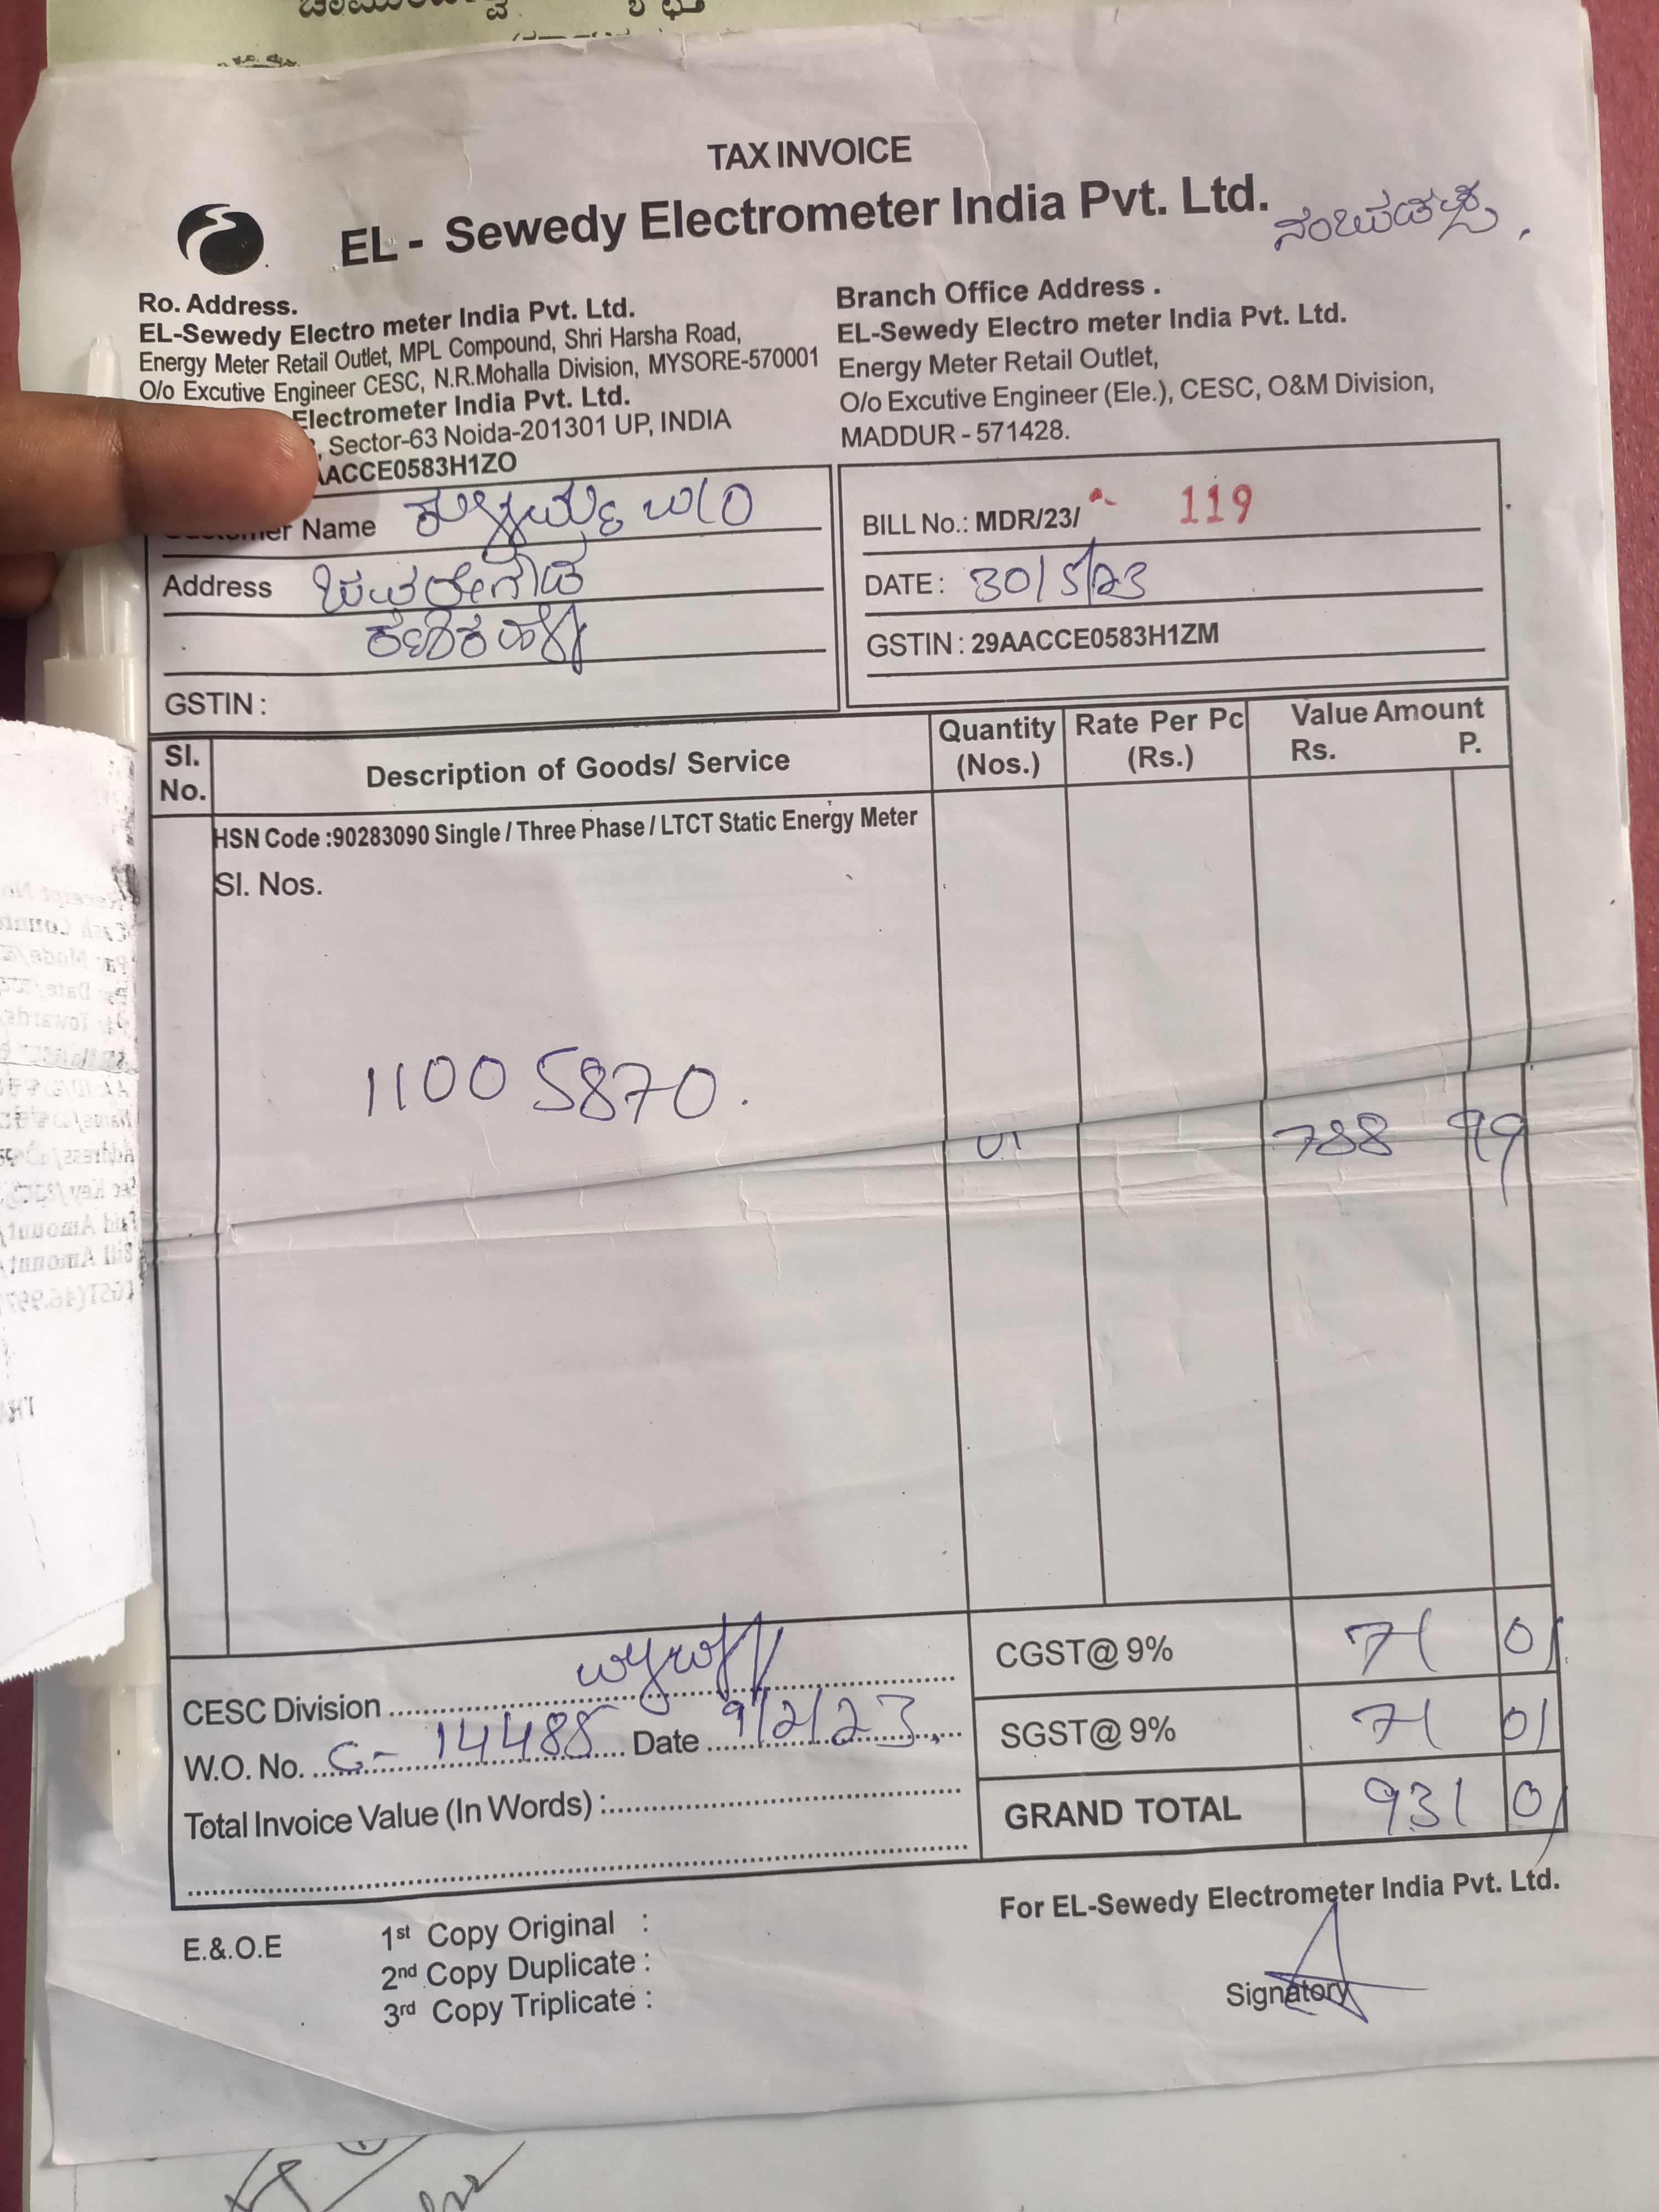 TAX INVOICE
EL - Sewedy Electrometer India Pvt. Ltd.
Ro. Address.
EL-Sewedy Electro meter India Pvt. Ltd.
Energy Meter Retail Outlet, MPL Compound, Shri Harsha Road,
O/o Excutive Engineer CESC, N.R.Mohalla Division, MYSORE-570001
Electrometer India Pvt. Ltd.
, Sector-63 Noida-201301 UP, INDIA
AACCE0583H1ZO
Branch Office Address .
EL-Sewedy Electro meter India Pvt. Ltd.
Energy Meter Retail Outlet,
O/o Excutive Engineer (Ele.), CESC, O&M Division,
MADDUR - 571428.
Customer Name W/O
Address
GSTIN :
BILL No.: MDR/23/ 119
DATE : 30/5/23
GSTIN : 29AACCE0583H1ZM
Sl. No. Description of Goods/ Service Quantity (Nos.) Rate Per Pc (Rs.) Value Amount Rs. P.
HSN Code :90283090 Single / Three Phase / LTCT Static Energy Meter
Sl. Nos.
11005870.
01 788 99
CGST@ 9% 71 01
SGST@ 9% 71 01
GRAND TOTAL 931 01
CESC Division
W.O. No. C- 14485 Date 9/2/23.
Total Invoice Value (In Words) :
For EL-Sewedy Electrometer India Pvt. Ltd.
Signatory
E.&.O.E
1st Copy Original :
2nd Copy Duplicate :
3rd Copy Triplicate :